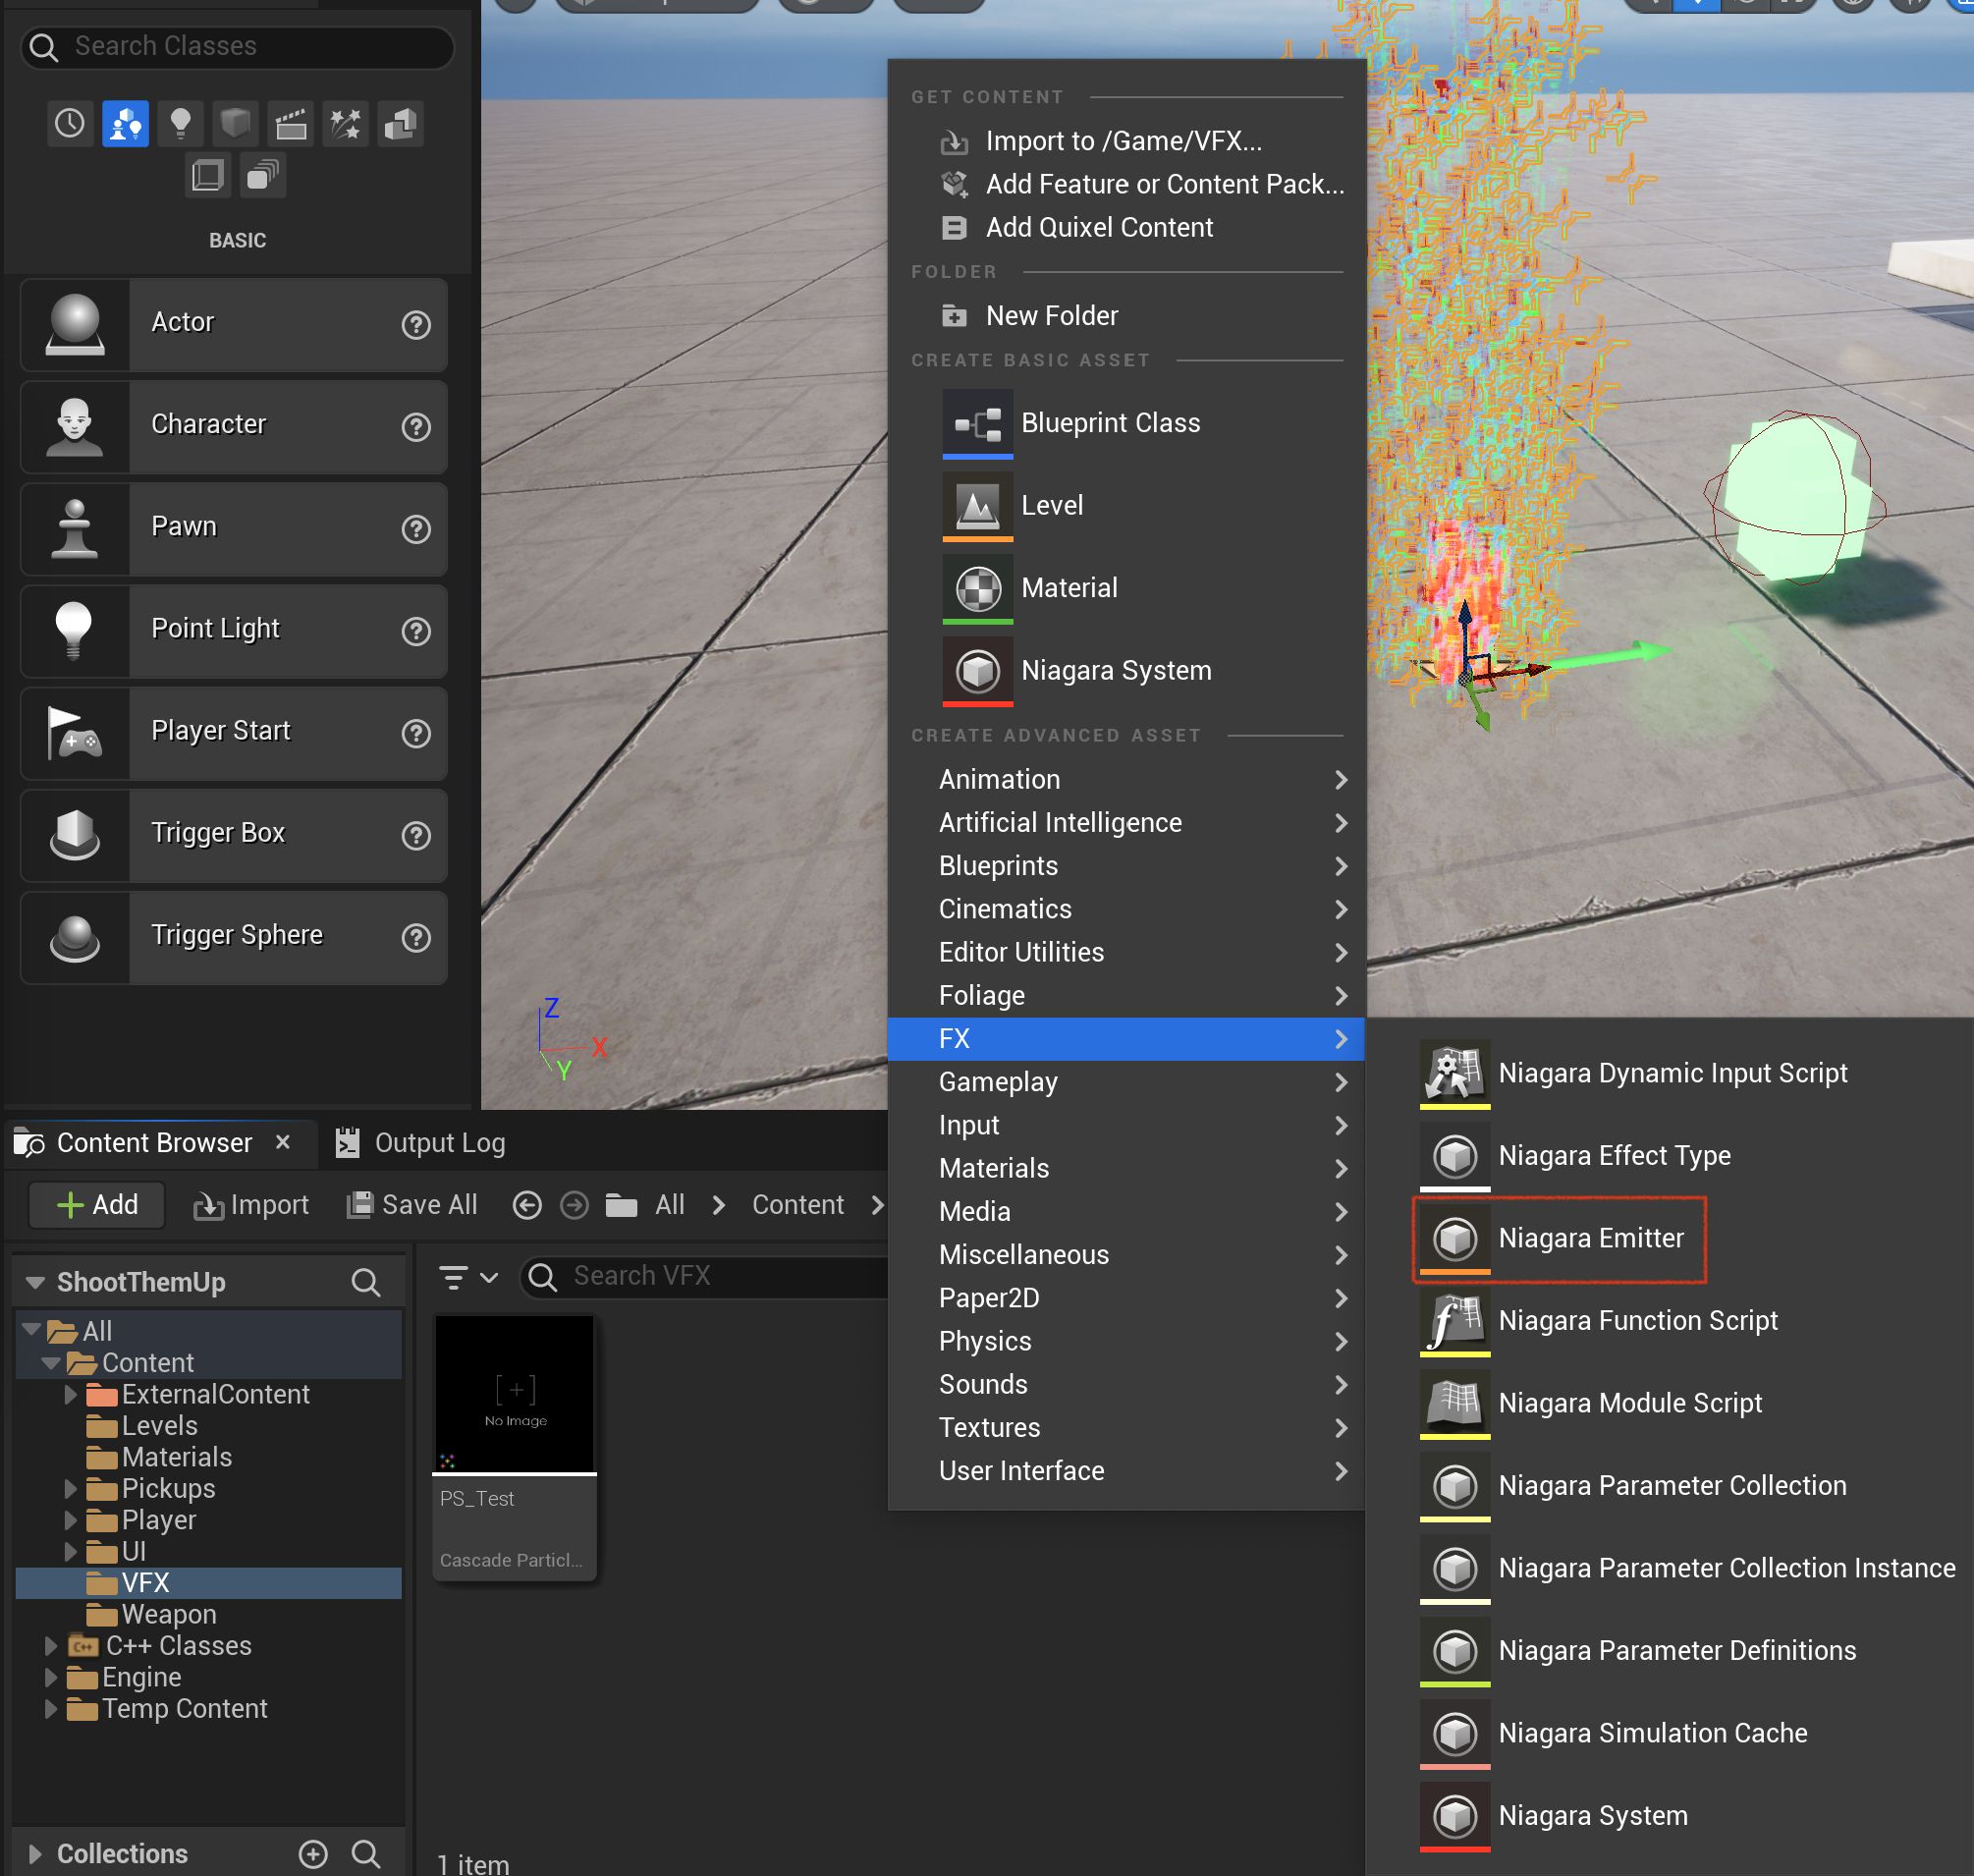 Search Classes
BASIC
Actor
Character
Pawn
Point Light
Player Start
Trigger Box
Trigger Sphere
Z
X
Y
GET CONTENT
Import to /Game/VFX...
Add Feature or Content Pack...
Add Quixel Content
FOLDER
New Folder
CREATE BASIC ASSET
Blueprint Class
Level
Material
Niagara System
CREATE ADVANCED ASSET
Animation
Artificial Intelligence
Blueprints
Cinematics
Editor Utilities
Foliage
FX
Gameplay
Input
Materials
Media
Miscellaneous
Paper2D
Physics
Sounds
Textures
User Interface
Niagara Dynamic Input Script
Niagara Effect Type
Niagara Emitter
Niagara Function Script
Niagara Module Script
Niagara Parameter Collection
Niagara Parameter Collection Instance
Niagara Parameter Definitions
Niagara Simulation Cache
Niagara System
Content Browser
Output Log
Add Import Save All All Content
ShootThemUp
All
Content
ExternalContent
Levels
Materials
Pickups
Player
UI
VFX
Weapon
C++ Classes
Engine
Temp Content
Collections
Search VFX
No Image
PS_Test
Cascade Particl...
1 item